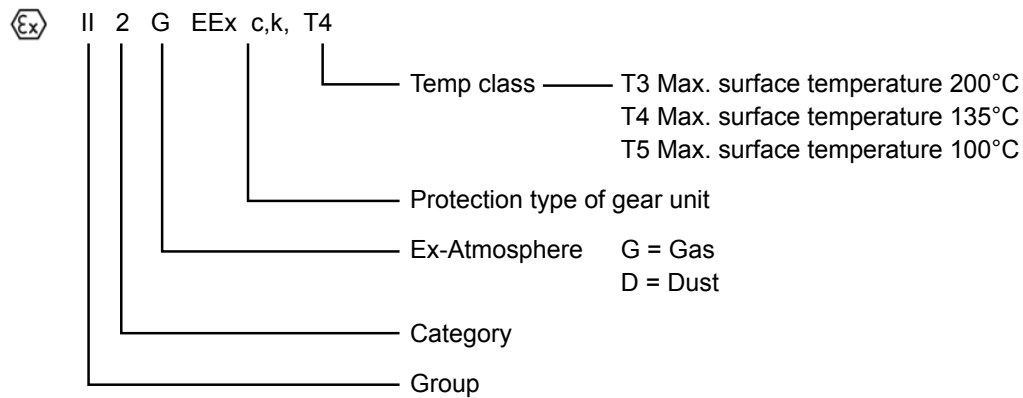 Ex II 2 G EEx c,k, T4
Temp class T3 Max. surface temperature 200°C
T4 Max. surface temperature 135°C
T5 Max. surface temperature 100°C
Protection type of gear unit
Ex-Atmosphere G = Gas
D = Dust
Category
Group